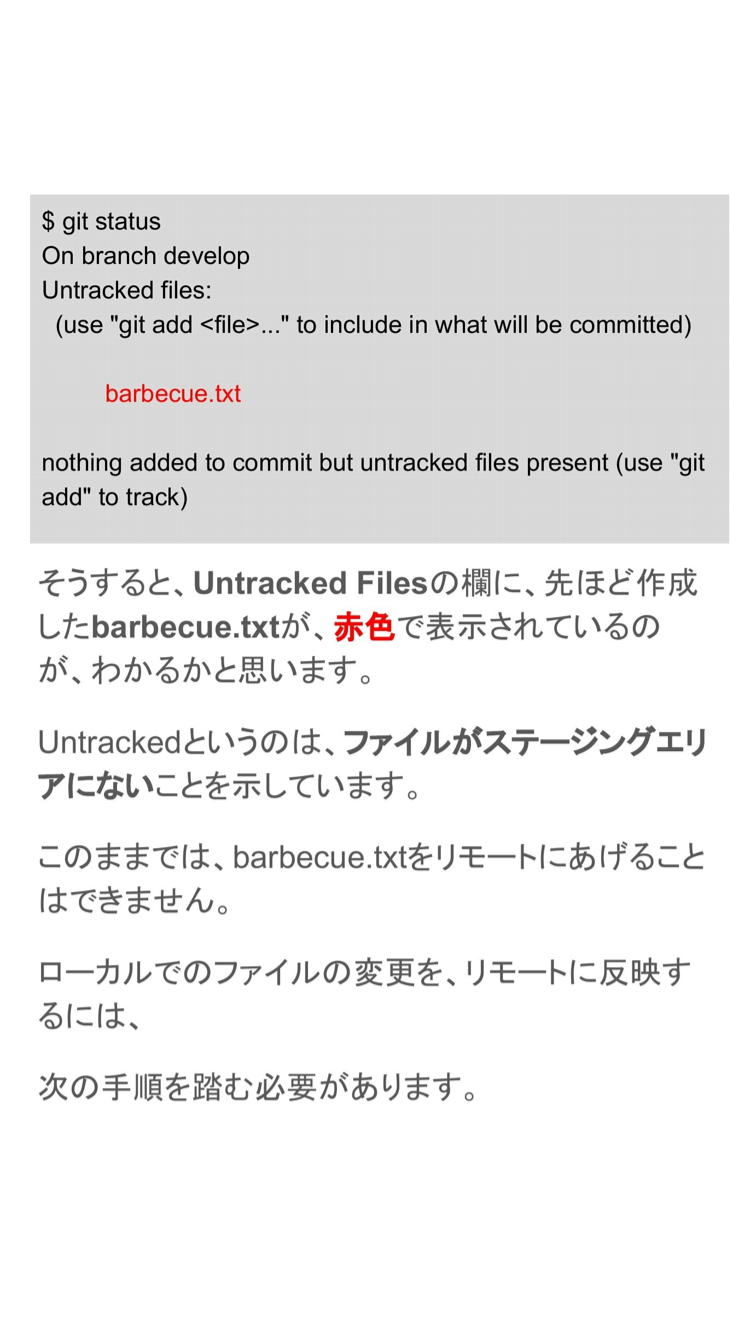 $ git status
On branch develop
Untracked files:
(use "git add <file>..." to include in what will be committed)
barbecue.txt
nothing added to commit but untracked files present (use "git
add" to track)
そうすると、Untracked Filesの欄に、先ほど作成
したbarbecue.txtが、赤色で表示されているの
が、わかるかと思います。
Untrackedというのは、ファイルがステージングエリ
アにないことを示しています。
このままでは、barbecue.txtをリモートにあげること
はできません。
ローカルでのファイルの変更を、リモートに反映す
るには、
次の手順を踏む必要があります。